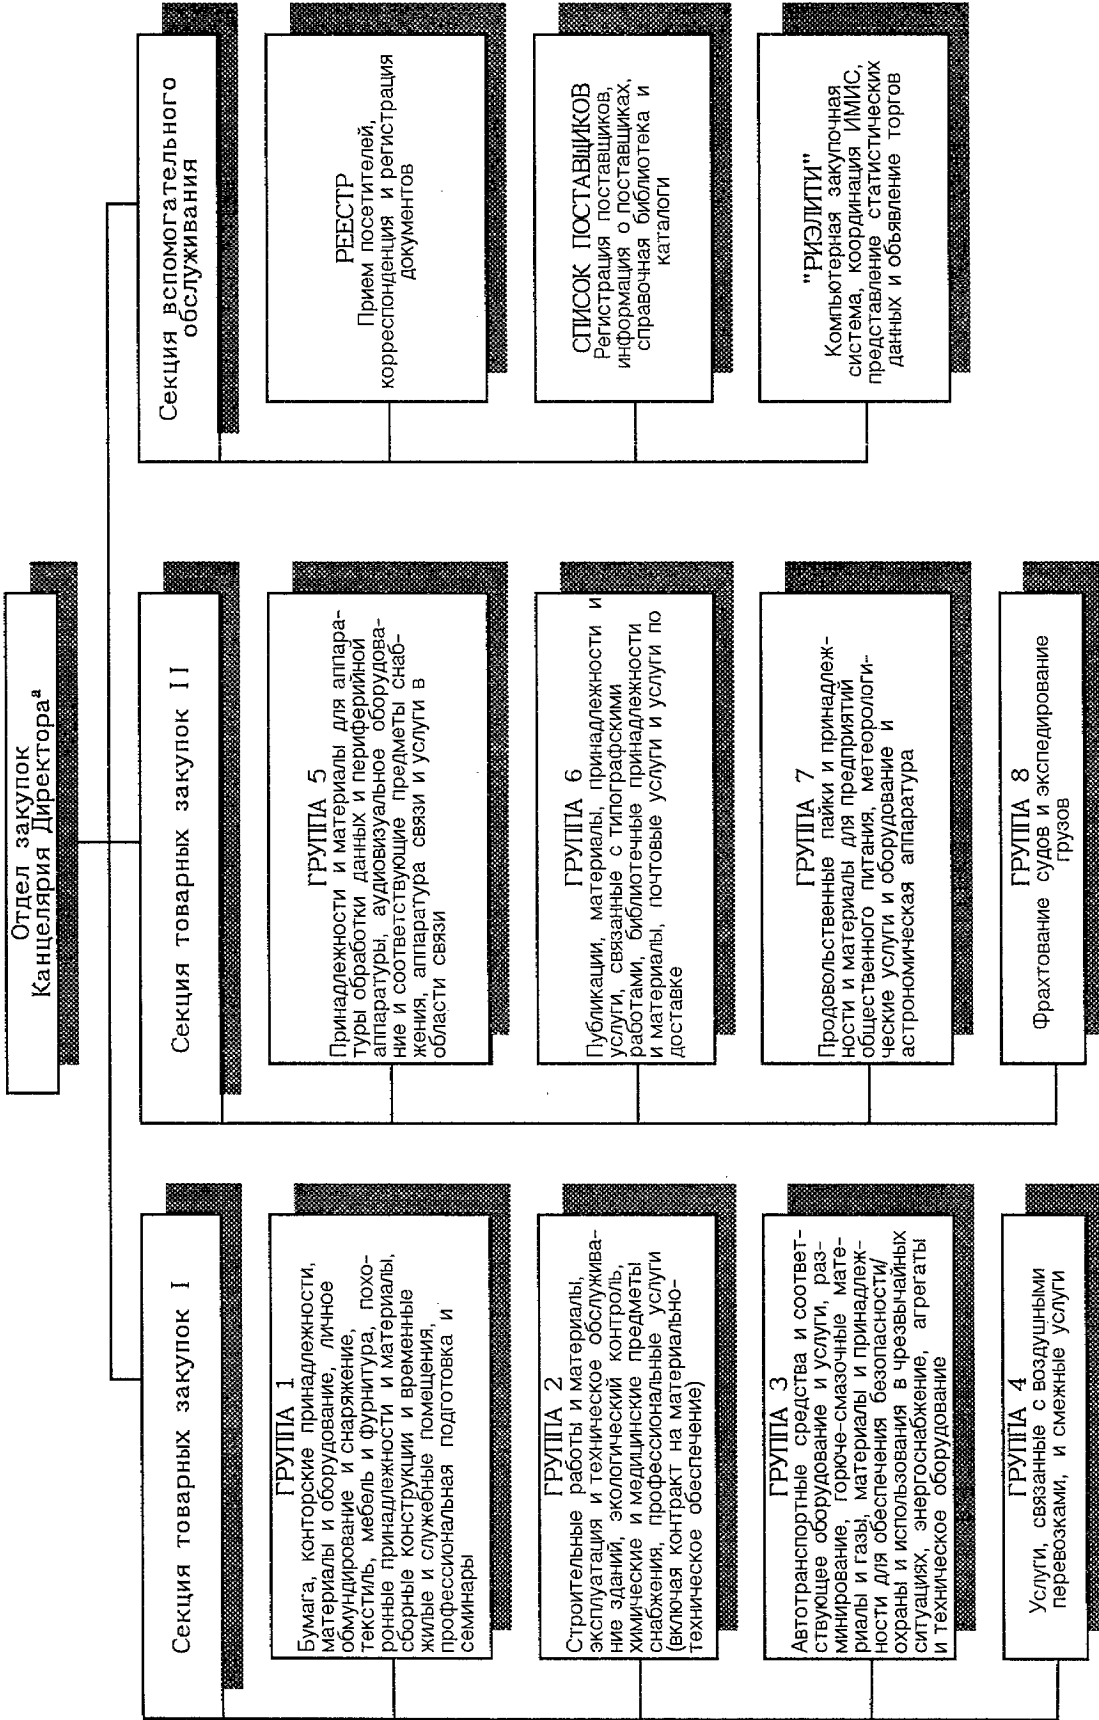 Отдел закупок
Канцелярия Директора^а
Секция товарных закупок I
ГРУППА 1
Бумага, конторские принадлежности,
материалы и оборудование, личное
обмундирование и снаряжение,
текстиль, мебель и фурнитура, похо-
ронные принадлежности и материалы,
сборные конструкции и временные
жилые и служебные помещения,
профессиональная подготовка и
семинары
ГРУППА 2
Строительные работы и материалы,
эксплуатация и техническое обслужива-
ние зданий, экологический контроль,
химические и медицинские предметы
снабжения, профессиональные услуги
(включая контракт на материально-
техническое обеспечение)
ГРУППА 3
Автотранспортные средства и соответ-
ствующее оборудование и услуги, раз-
минирование, горюче-смазочные мате-
риалы и газы, материалы и принадлеж-
ности для обеспечения безопасности/
охраны и использования в чрезвычайных
ситуациях, энергоснабжение, агрегаты
и техническое оборудование
ГРУППА 4
Услуги, связанные с воздушными
перевозками, и смежные услуги
Секция товарных закупок II
ГРУППА 5
Принадлежности и материалы для аппара-
туры обработки данных и периферийной
аппаратуры, аудиовизуальное оборудова-
ние и соответствующие предметы снаб-
жения, аппаратура связи и услуги в
области связи
ГРУППА 6
Публикации, материалы, принадлежности и
услуги, связанные с типографскими
работами, библиотечные принадлежности
и материалы, почтовые услуги и услуги по
доставке
ГРУППА 7
Продовольственные пайки и принадлеж-
ности и материалы для предприятий
общественного питания, метеорологи-
ческие услуги и оборудование и
астрономическая аппаратура
ГРУППА 8
Фрахтование судов и экспедирование
грузов
Секция вспомогательного
обслуживания
РЕЕСТР
Прием посетителей,
корреспонденция и регистрация
документов
СПИСОК ПОСТАВЩИКОВ
Регистрация поставщиков,
информация о поставщиках,
справочная библиотека и
каталоги
"РИЭЛИТИ"
Компьютерная закупочная
система, координация ИМИС,
представление статистических
данных и объявление торгов